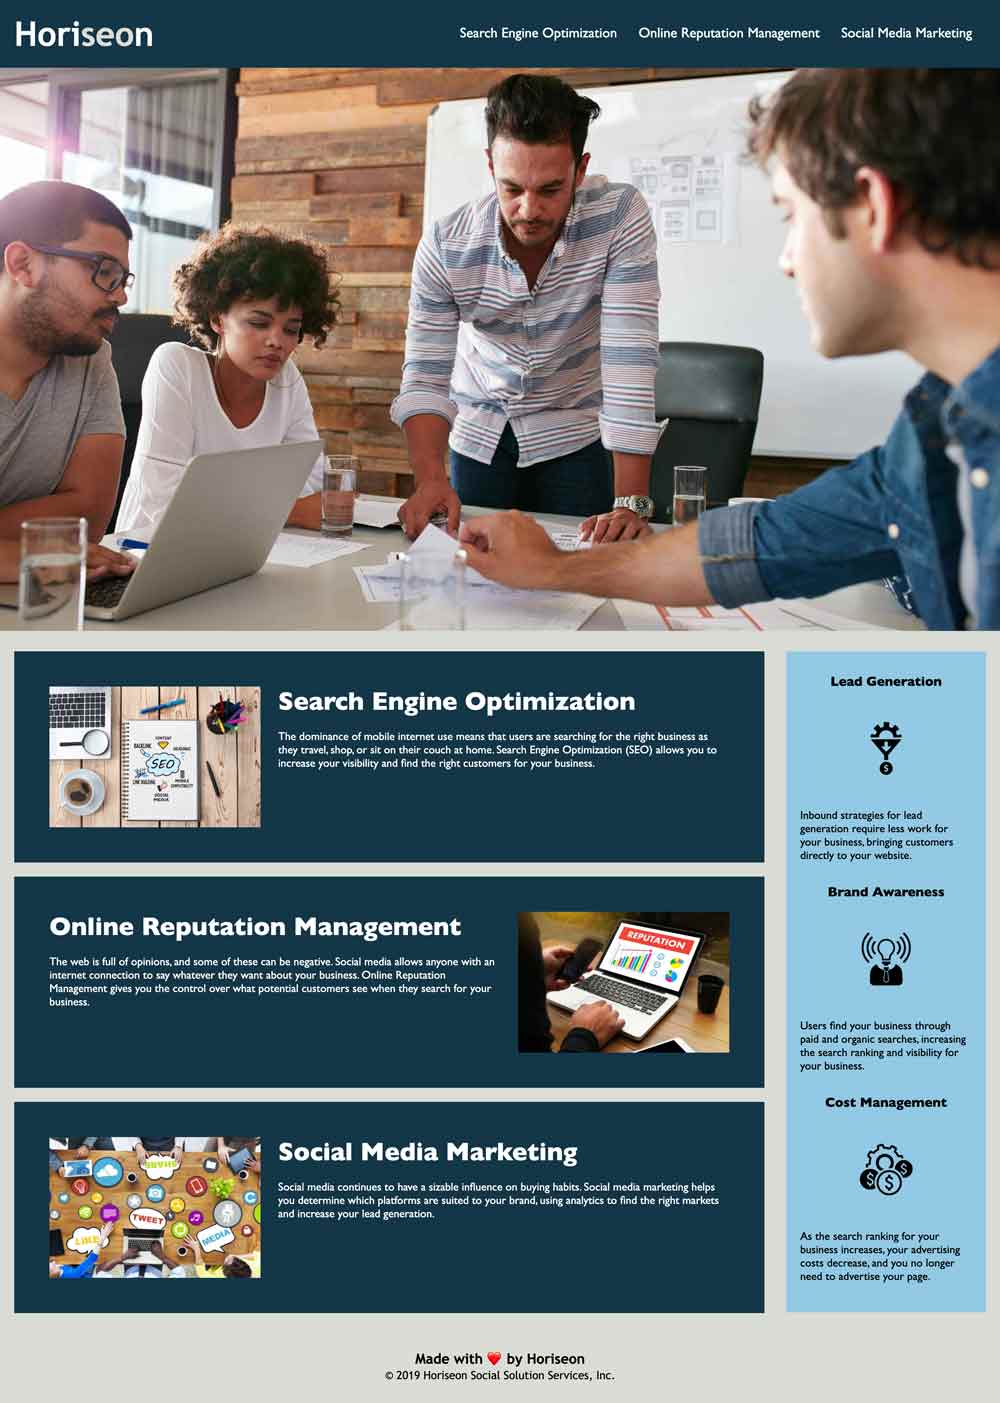 Horiseon
Search Engine Optimization
Online Reputation Management
Social Media Marketing
Search Engine Optimization
The dominance of mobile internet use means that users are searching for the right business as
they travel, shop, or sit on their couch at home. Search Engine Optimization (SEO) allows you to
increase your visibility and find the right customers for your business.
CONTENT
BACKLINK
SEO
LINK BUILDING
SOCIAL
MEDIA
Online Reputation Management
The web is full of opinions, and some of these can be negative. Social media allows anyone with an
internet connection to say whatever they want about your business. Online Reputation
Management gives you the control over what potential customers see when they search for your
business.
REPUTATION
Social Media Marketing
Social media continues to have a sizable influence on buying habits. Social media marketing helps
you determine which platforms are suited to your brand, using analytics to find the right markets
and increase your lead generation.
SHARE
TWEET
LIKE
MEDIA
Lead Generation
$
Inbound strategies for lead
generation require less work for
your business, bringing customers
directly to your website.
Brand Awareness
Users find your business through
paid and organic searches, increasing
the search ranking and visibility for
your business.
Cost Management
$ $ $
As the search ranking for your
business increases, your advertising
costs decrease, and you no longer
need to advertise your page.
Made with ❤️ by Horiseon
© 2019 Horiseon Social Solution Services, Inc.